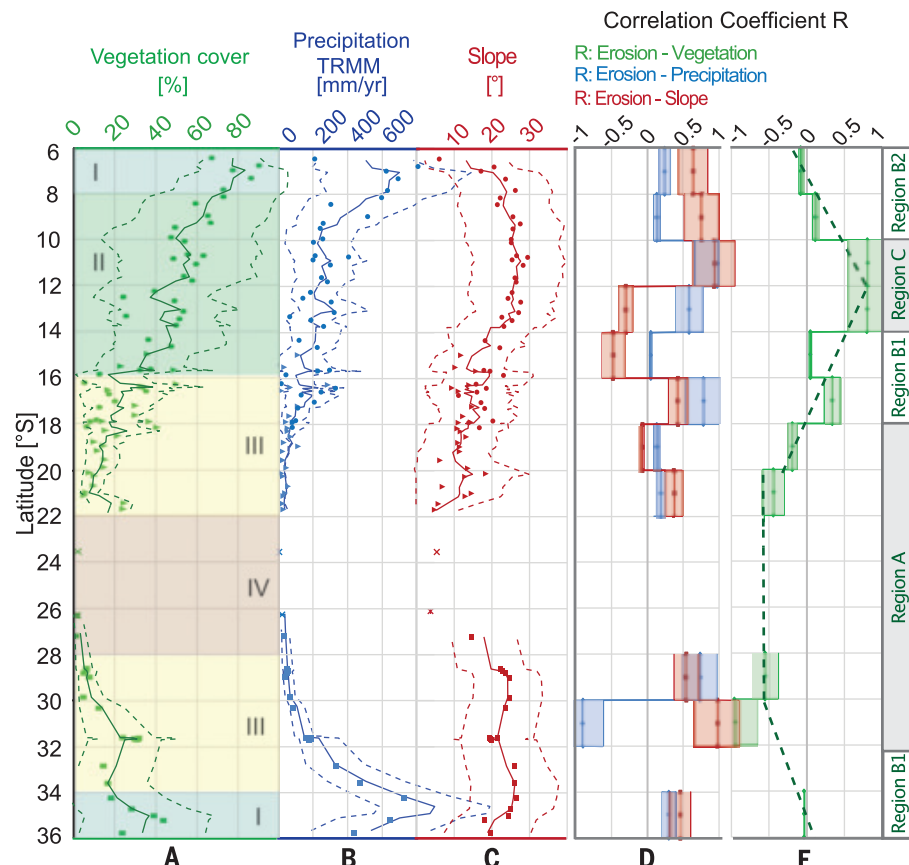 Correlation Coefficient R
Vegetation cover
[%]
Precipitation
TRMM
[mm/yr]
Slope
[°]
R: Erosion - Vegetation
R: Erosion - Precipitation
R: Erosion - Slope
0 20 40 60 80
0 200 400 600
10 20 30
-1 -0.5 0 0.5 1
-1 -0.5 0 0.5 1
Latitude [°S]
6
8
10
12
14
16
18
20
22
24
26
28
30
32
34
36
I
II
III
IV
III
I
Region B2
Region C
Region B1
Region A
Region B1
A B C D E